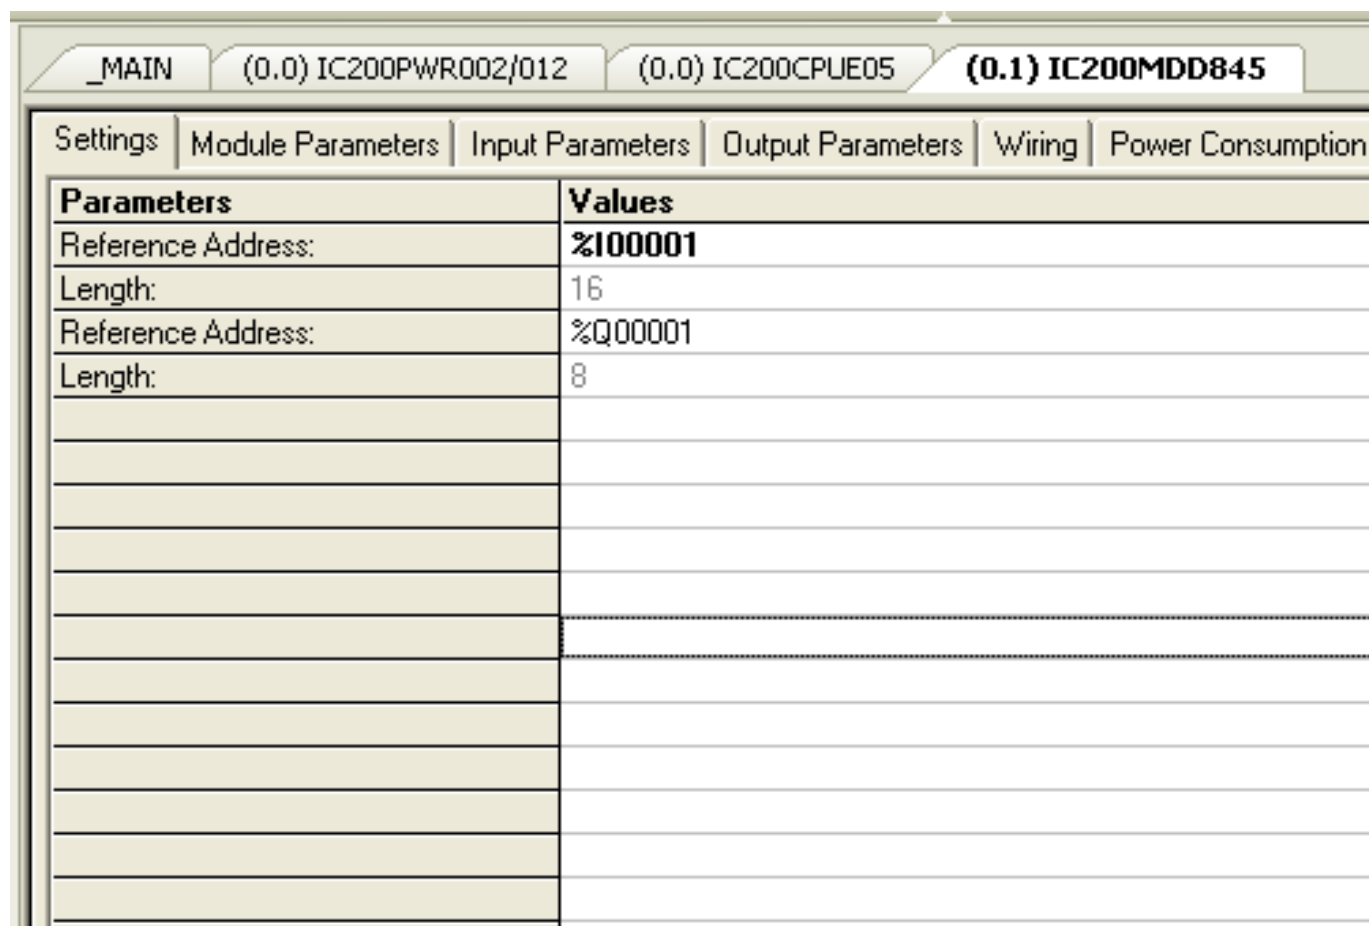 _MAIN (0.0) IC200PWR002/012 (0.0) IC200CPUE05 (0.1) IC200MDD845
Settings Module Parameters Input Parameters Output Parameters Wiring Power Consumption
Parameters Values
Reference Address: %I00001
Length: 16
Reference Address: %Q00001
Length: 8